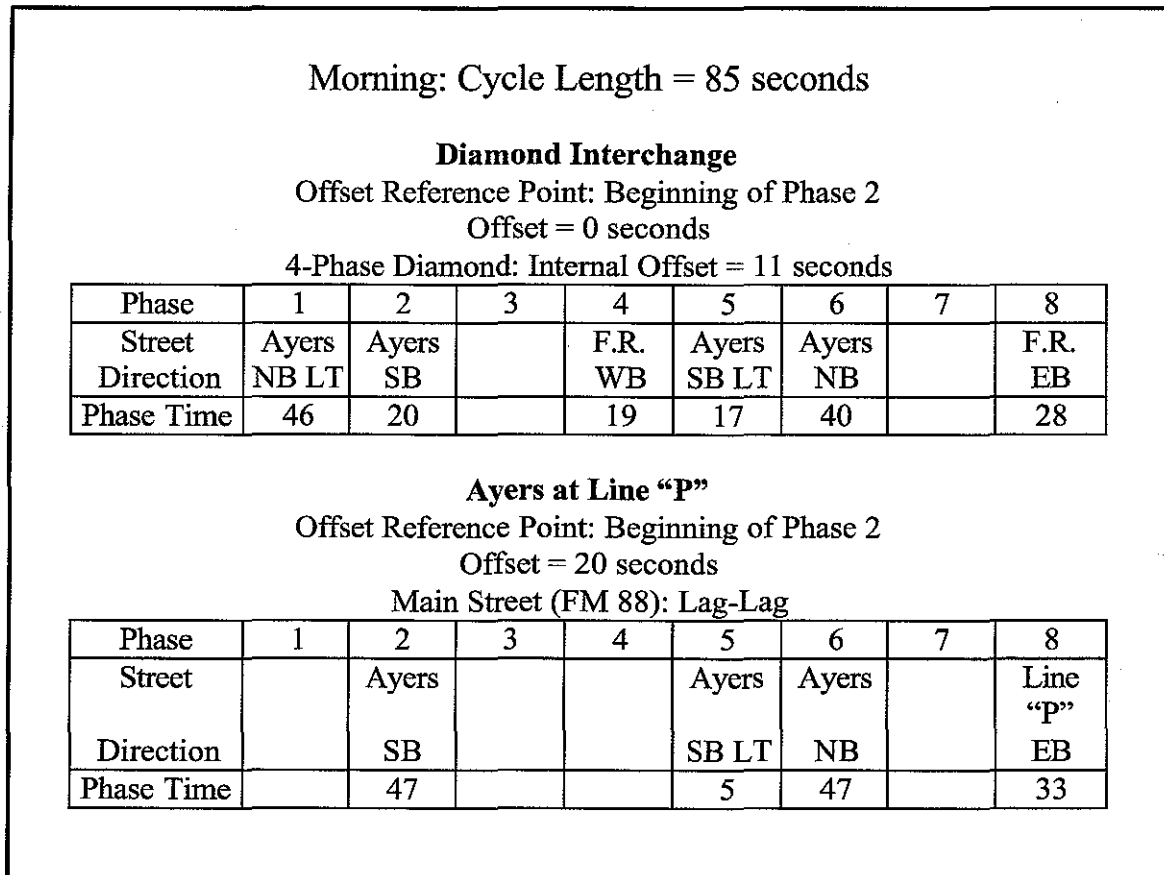 Morning: Cycle Length = 85 seconds
Diamond Interchange
Offset Reference Point: Beginning of Phase 2
Offset = 0 seconds
4-Phase Diamond: Internal Offset = 11 seconds
Phase 1 2 3 4 5 6 7 8
Street Ayers Ayers F.R. Ayers Ayers F.R.
Direction NB LT SB WB SB LT NB EB
Phase Time 46 20 19 17 40 28
Ayers at Line “P”
Offset Reference Point: Beginning of Phase 2
Offset = 20 seconds
Main Street (FM 88): Lag-Lag
Phase 1 2 3 4 5 6 7 8
Street Ayers Ayers Ayers Line
“P”
Direction SB SB LT NB EB
Phase Time 47 5 47 33